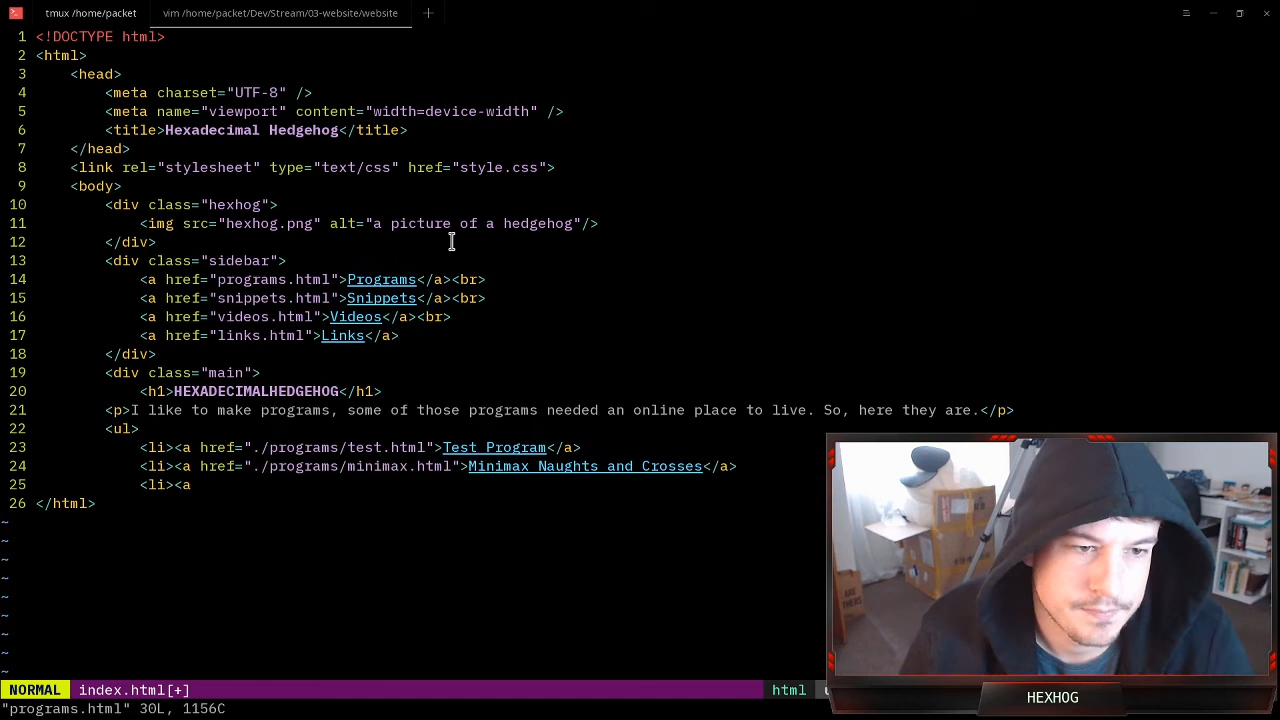 tmux /home/packet
vim /home/packet/Dev/Stream/03-website/website
1 <!DOCTYPE html>
2 <html>
3 <head>
4 <meta charset="UTF-8" />
5 <meta name="viewport" content="width=device-width" />
6 <title>Hexadecimal Hedgehog</title>
7 </head>
8 <link rel="stylesheet" type="text/css" href="style.css">
9 <body>
10 <div class="hexhog">
11 <img src="hexhog.png" alt="a picture of a hedgehog"/>
12 </div>
13 <div class="sidebar">
14 <a href="programs.html">Programs</a><br>
15 <a href="snippets.html">Snippets</a><br>
16 <a href="videos.html">Videos</a><br>
17 <a href="links.html">Links</a>
18 </div>
19 <div class="main">
20 <h1>HEXADECIMALHEDGEHOG</h1>
21 <p>I like to make programs, some of those programs needed an online place to live. So, here they are.</p>
22 <ul>
23 <li><a href="./programs/test.html">Test Program</a>
24 <li><a href="./programs/minimax.html">Minimax Naughts and Crosses</a>
25 <li><a
26 </html>
~
~
~
~
~
~
~
~
~
NORMAL index.html[+] html
"programs.html" 30L, 1156C
HEXHOG